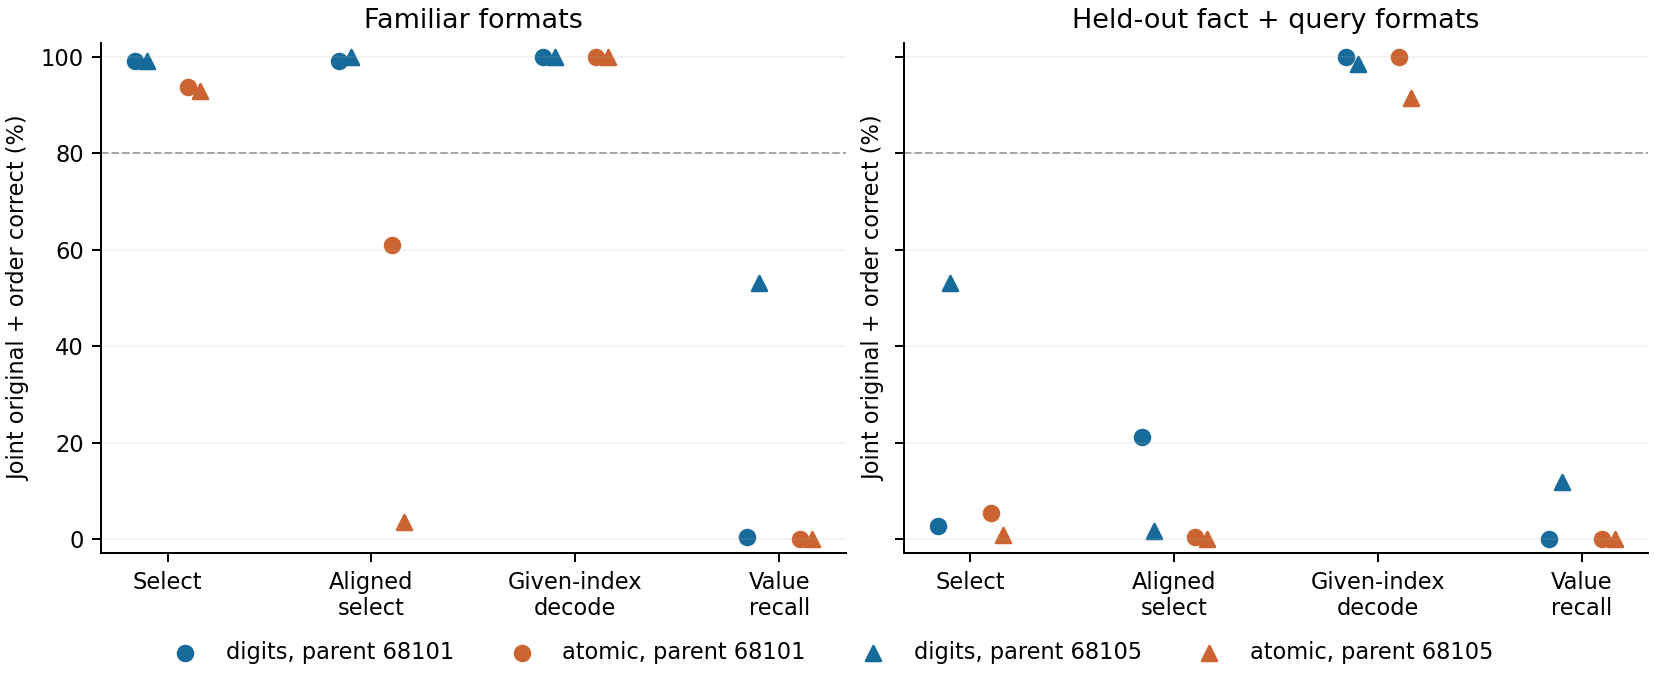 Familiar formats
Held-out fact + query formats
Joint original + order correct (%)
100
80
60
40
20
0
Select
Aligned
select
Given-index
decode
Value
recall
Joint original + order correct (%)
Select
Aligned
select
Given-index
decode
Value
recall
digits, parent 68101
atomic, parent 68101
digits, parent 68105
atomic, parent 68105